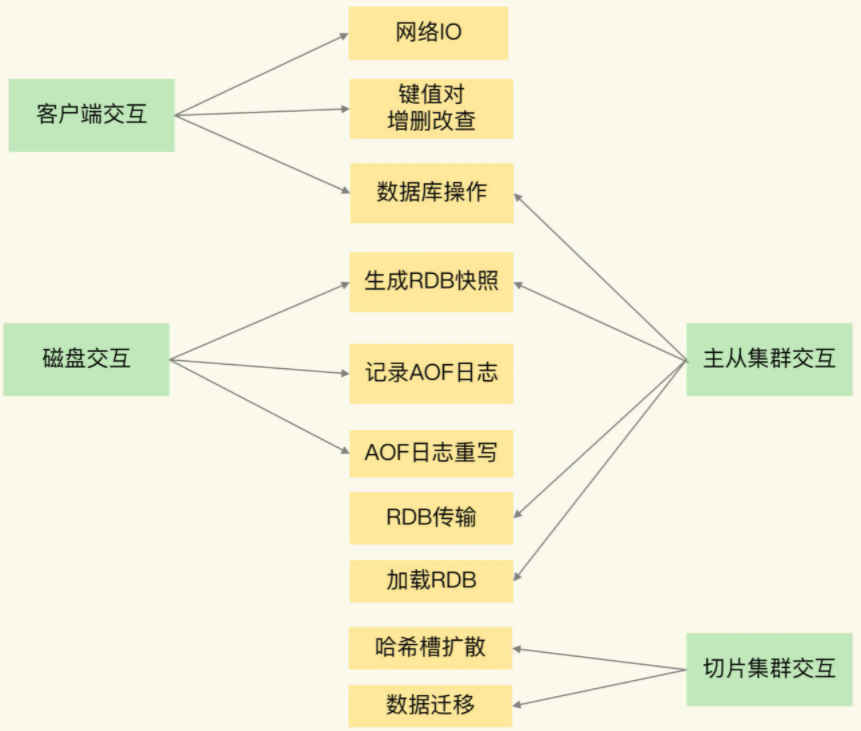 网络IO
客户端交互
键值对
增删改查
数据库操作
生成RDB快照
磁盘交互
记录AOF日志
主从集群交互
AOF日志重写
RDB传输
加载RDB
哈希槽扩散
切片集群交互
数据迁移